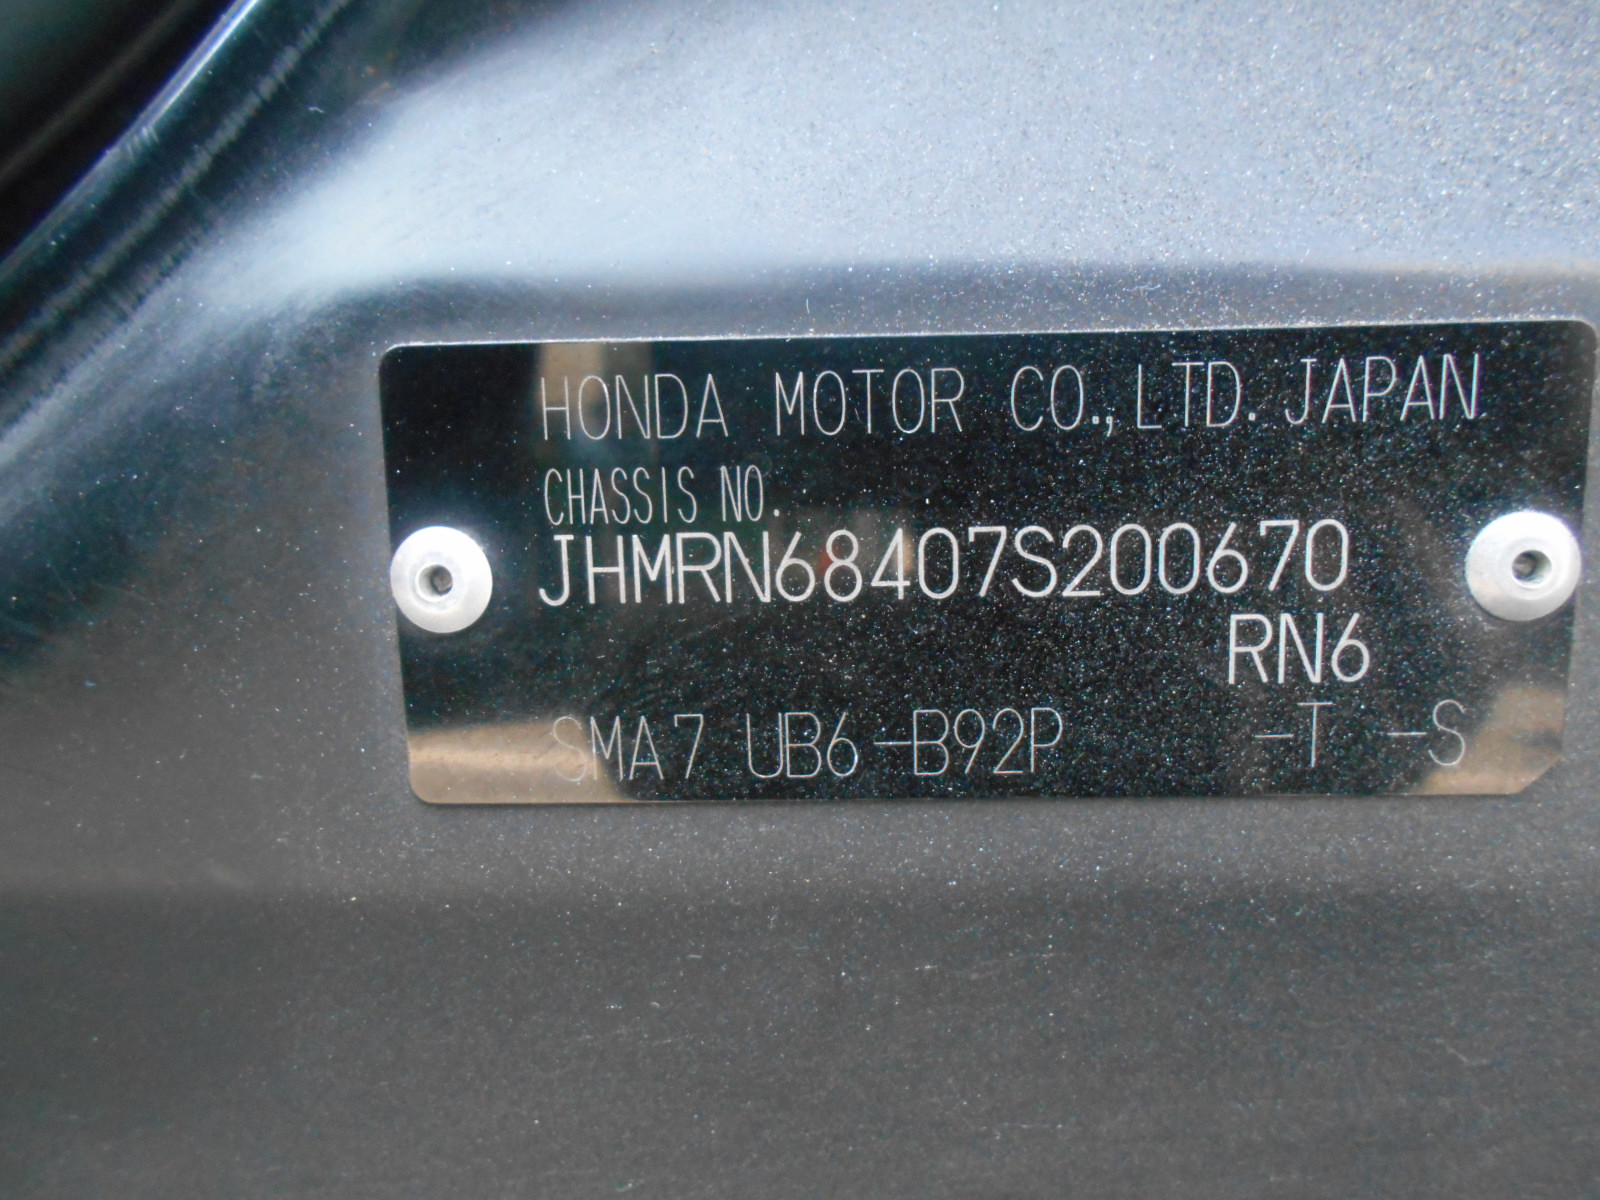 HONDA MOTOR CO., LTD. JAPAN
CHASSIS NO.
JHMRN68407S200670
RN6
SMA7 UB6-B92P -T -S